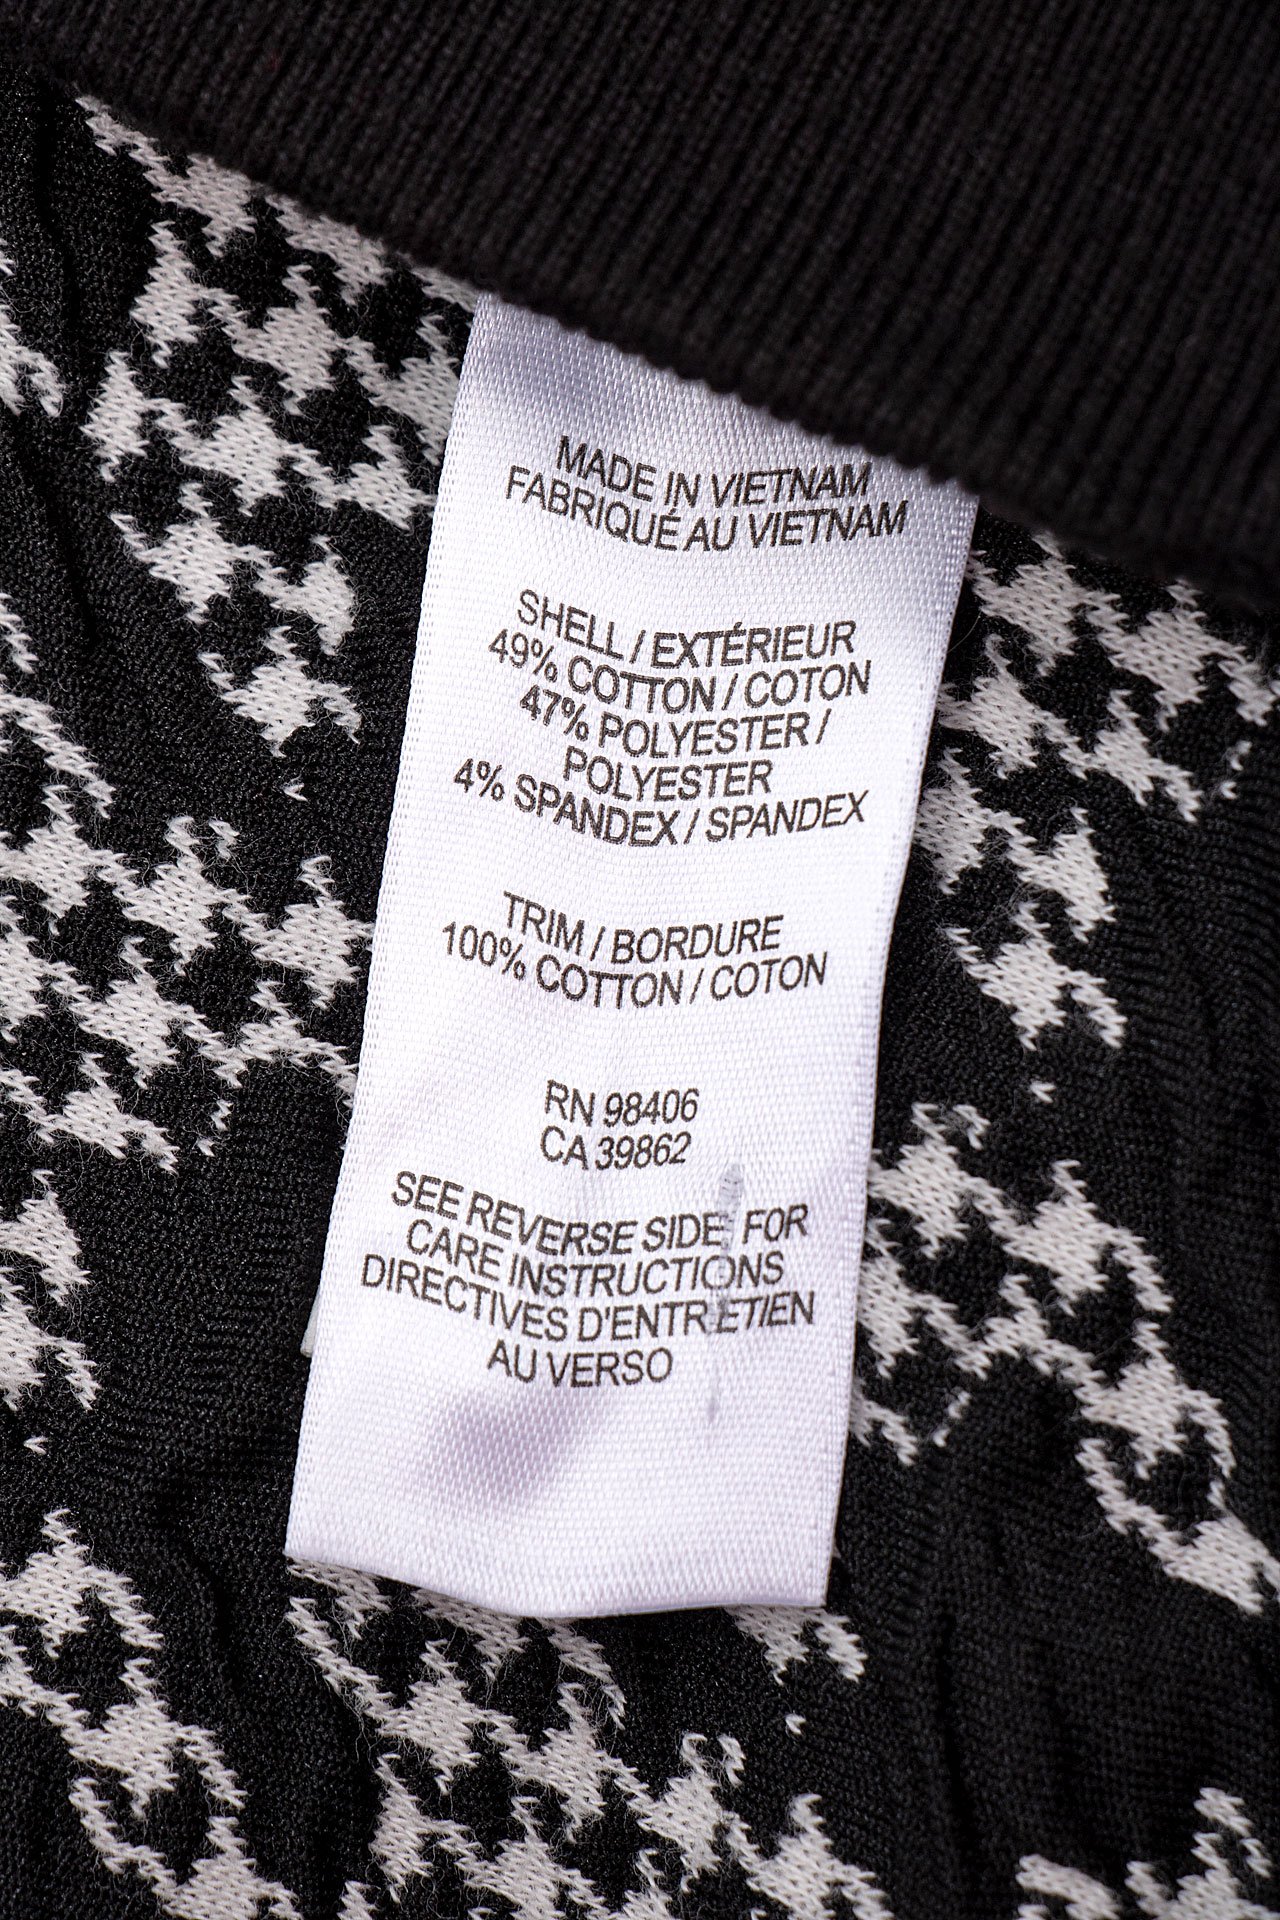 MADE IN VIETNAM
FABRIQUÉ AU VIETNAM
SHELL / EXTÉRIEUR
49% COTTON / COTON
47% POLYESTER /
POLYESTER
4% SPANDEX / SPANDEX
TRIM / BORDURE
100% COTTON / COTON
RN 98406
CA 39862
SEE REVERSE SIDE FOR
CARE INSTRUCTIONS
DIRECTIVES D'ENTRETIEN
AU VERSO